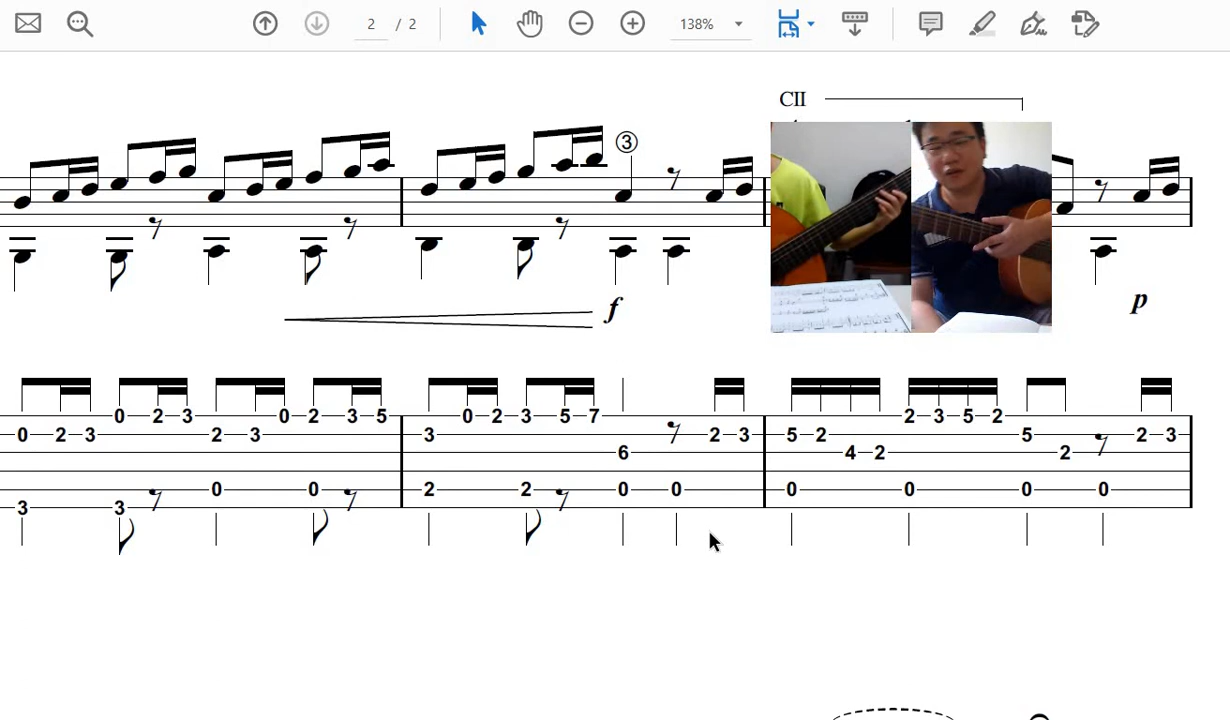 2 / 2 138%
CII
③
f p
0 2 3 0 2 3 2 3 0 2 3 5 3 0 2 3 5 7 6 2 3 5 2 4 2 2 3 5 2 5 2 2 3
3 3 0 0 2 2 0 0 0 0 0 0